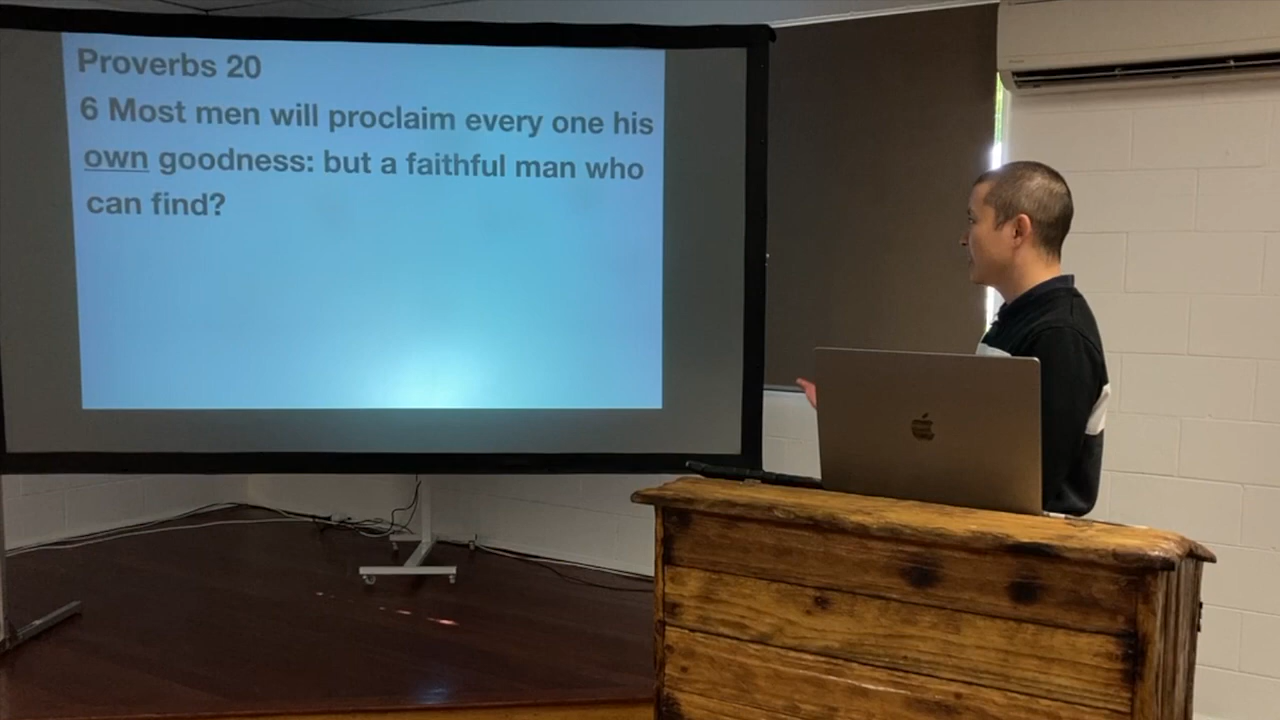 Proverbs 20
6 Most men will proclaim every one his
own goodness: but a faithful man who
can find?